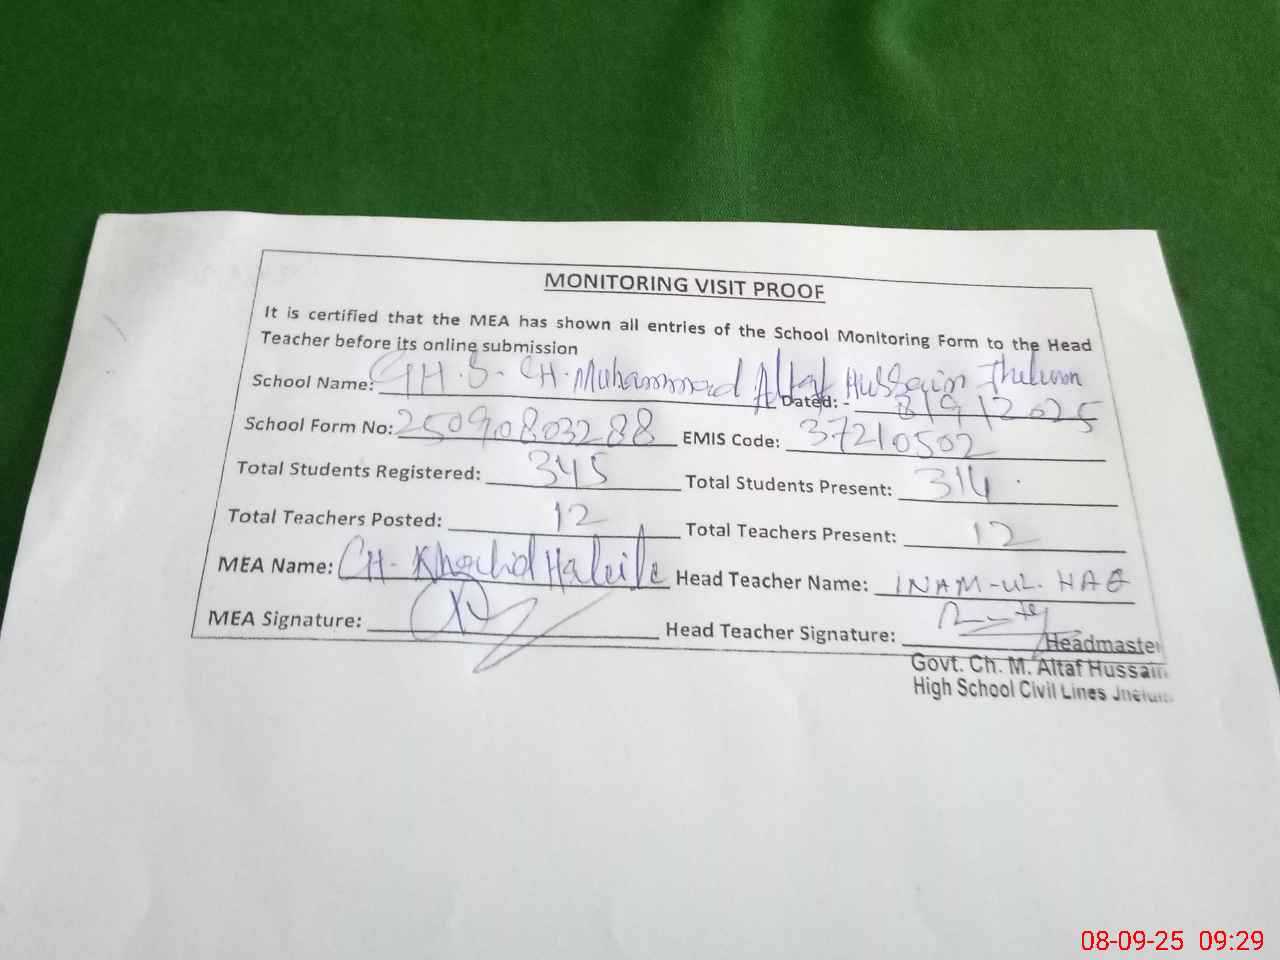 MONITORING VISIT PROOF
It is certified that the MEA has shown all entries of the School Monitoring Form to the Head
Teacher before its online submission
School Name: GH.S. CH. Muhammad Altaf Hussain Jhelum
Dated: - 8/9/2025
School Form No: 25090803288 EMIS Code: 37210502
Total Students Registered: 345 Total Students Present: 314
Total Teachers Posted: 12 Total Teachers Present: 12
MEA Name: CH. Khalid Head Teacher Name: INAM-UL-HAQ
MEA Signature: Head Teacher Signature:
Headmaster
Govt. Ch. M. Altaf Hussain
High School Civil Lines Jhelum
08-09-25 09:29